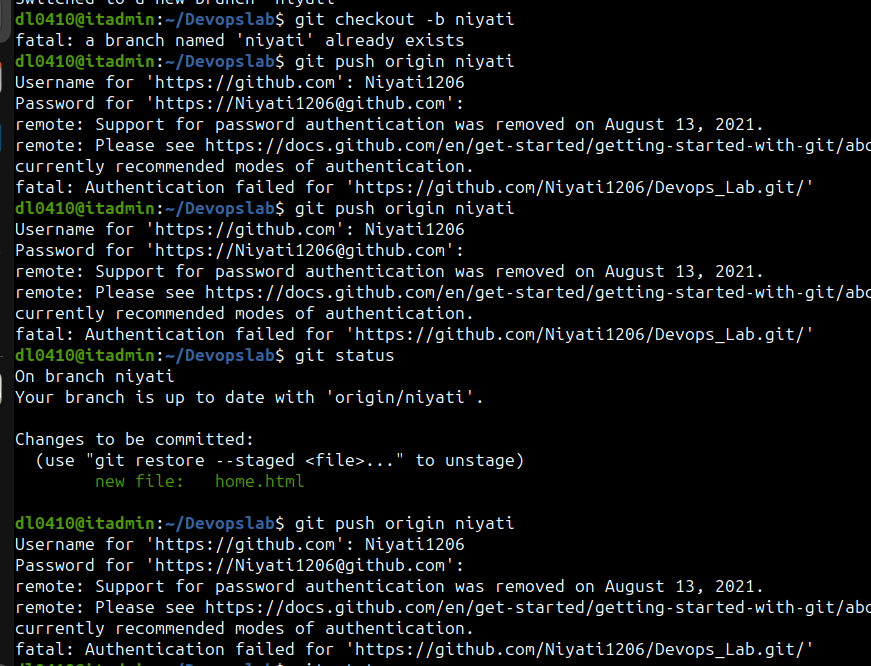 Switched to a new branch 'niyati'
dl0410@itadmin:~/Devopslab$ git checkout -b niyati
fatal: a branch named 'niyati' already exists
dl0410@itadmin:~/Devopslab$ git push origin niyati
Username for 'https://github.com': Niyati1206
Password for 'https://Niyati1206@github.com':
remote: Support for password authentication was removed on August 13, 2021.
remote: Please see https://docs.github.com/en/get-started/getting-started-with-git/abo
currently recommended modes of authentication.
fatal: Authentication failed for 'https://github.com/Niyati1206/Devops_Lab.git/'
dl0410@itadmin:~/Devopslab$ git push origin niyati
Username for 'https://github.com': Niyati1206
Password for 'https://Niyati1206@github.com':
remote: Support for password authentication was removed on August 13, 2021.
remote: Please see https://docs.github.com/en/get-started/getting-started-with-git/abo
currently recommended modes of authentication.
fatal: Authentication failed for 'https://github.com/Niyati1206/Devops_Lab.git/'
dl0410@itadmin:~/Devopslab$ git status
On branch niyati
Your branch is up to date with 'origin/niyati'.
Changes to be committed:
(use "git restore --staged <file>..." to unstage)
new file:   home.html
dl0410@itadmin:~/Devopslab$ git push origin niyati
Username for 'https://github.com': Niyati1206
Password for 'https://Niyati1206@github.com':
remote: Support for password authentication was removed on August 13, 2021.
remote: Please see https://docs.github.com/en/get-started/getting-started-with-git/abo
currently recommended modes of authentication.
fatal: Authentication failed for 'https://github.com/Niyati1206/Devops_Lab.git/'